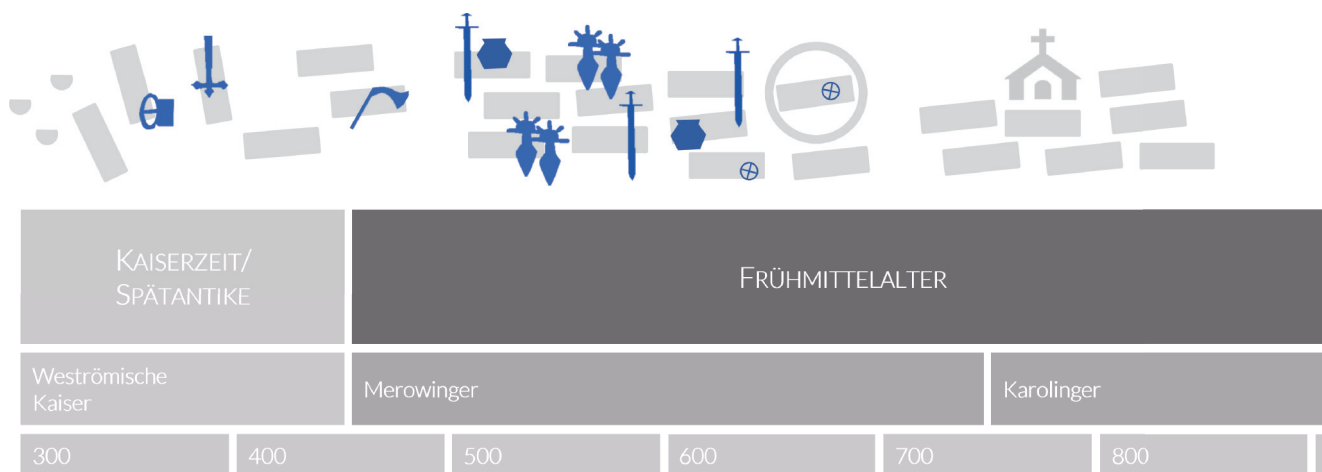 KAISERZEIT/
SPÄTANTIKE
FRÜHMITTELALTER
Weströmische
Kaiser
Merowinger
Karolinger
300
400
500
600
700
800